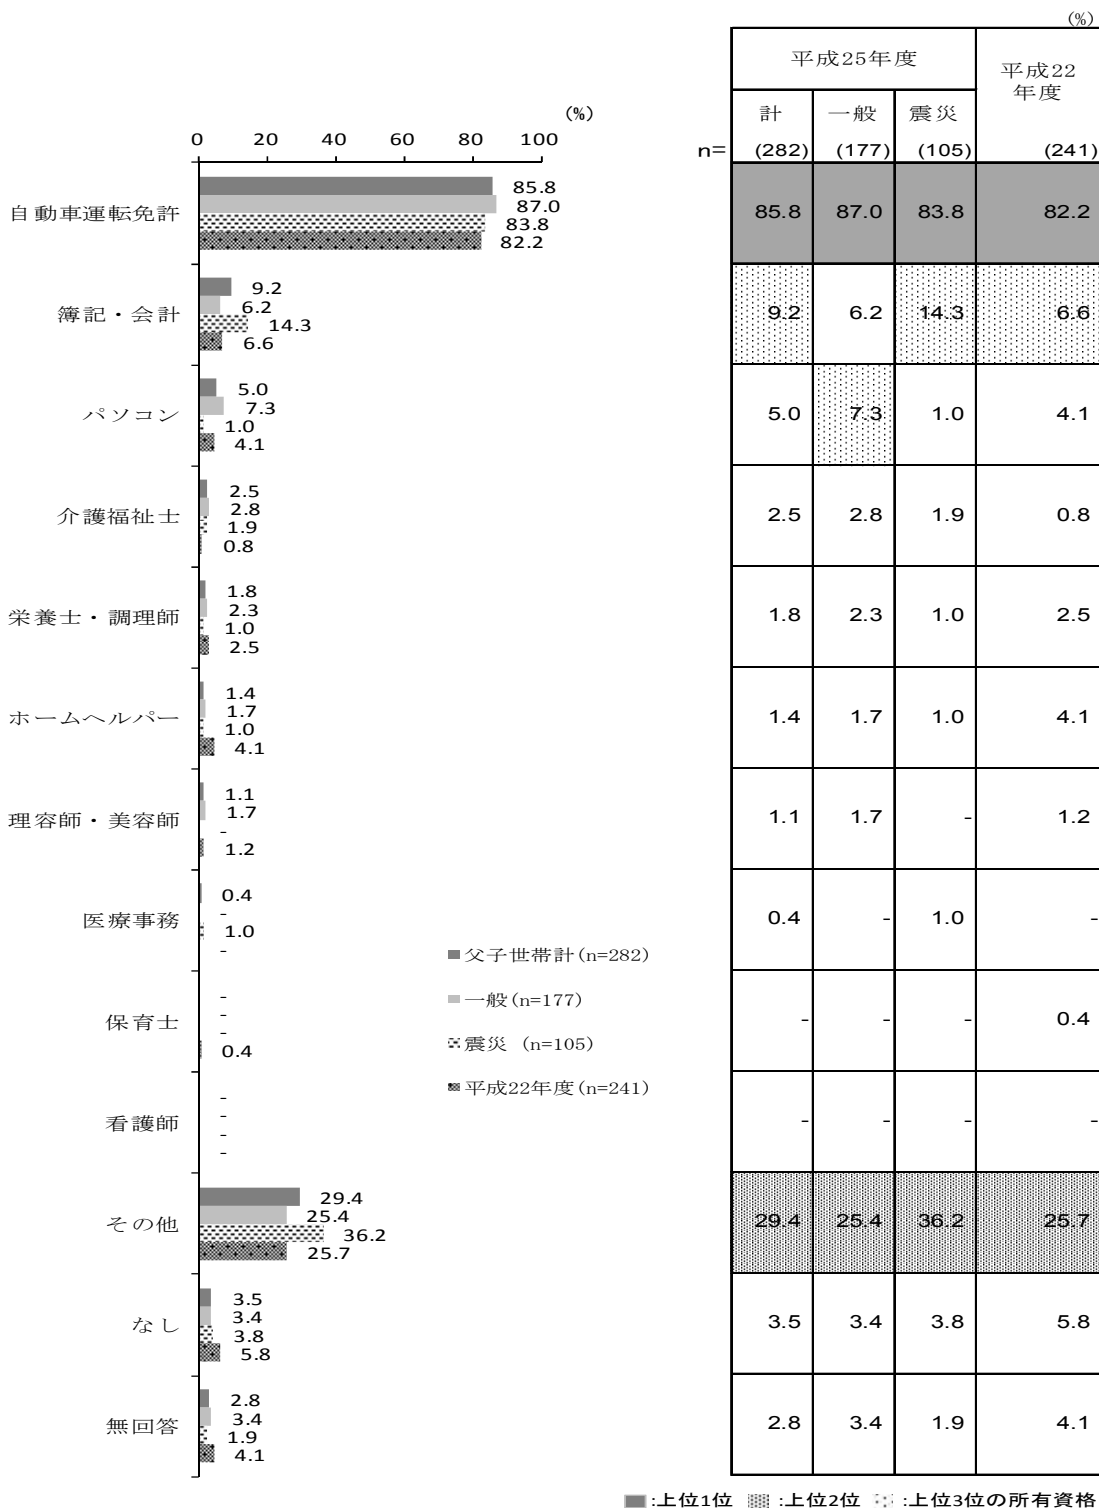 (%)
平成25年度
平成22
年度
計 一般 震災
n= (282) (177) (105) (241)
(%)
0 20 40 60 80 100
自動車運転免許
85.8
87.0
83.8
82.2
85.8 87.0 83.8 82.2
簿記・会計
9.2
6.2
14.3
6.6
9.2 6.2 14.3 6.6
パソコン
5.0
7.3
1.0
4.1
5.0 7.3 1.0 4.1
介護福祉士
2.5
2.8
1.9
0.8
2.5 2.8 1.9 0.8
栄養士・調理師
1.8
2.3
1.0
2.5
1.8 2.3 1.0 2.5
ホームヘルパー
1.4
1.7
1.0
4.1
1.4 1.7 1.0 4.1
理容師・美容師
1.1
1.7
-
1.2
1.1 1.7 - 1.2
医療事務
0.4
-
1.0
-
0.4 - 1.0 -
保育士
-
-
-
0.4
- - - 0.4
看護師
-
-
-
-
- - - -
その他
29.4
25.4
36.2
25.7
29.4 25.4 36.2 25.7
なし
3.5
3.4
3.8
5.8
3.5 3.4 3.8 5.8
無回答
2.8
3.4
1.9
4.1
2.8 3.4 1.9 4.1
父子世帯計(n=282)
一般(n=177)
震災 (n=105)
平成22年度(n=241)
:上位1位 :上位2位 :上位3位の所有資格